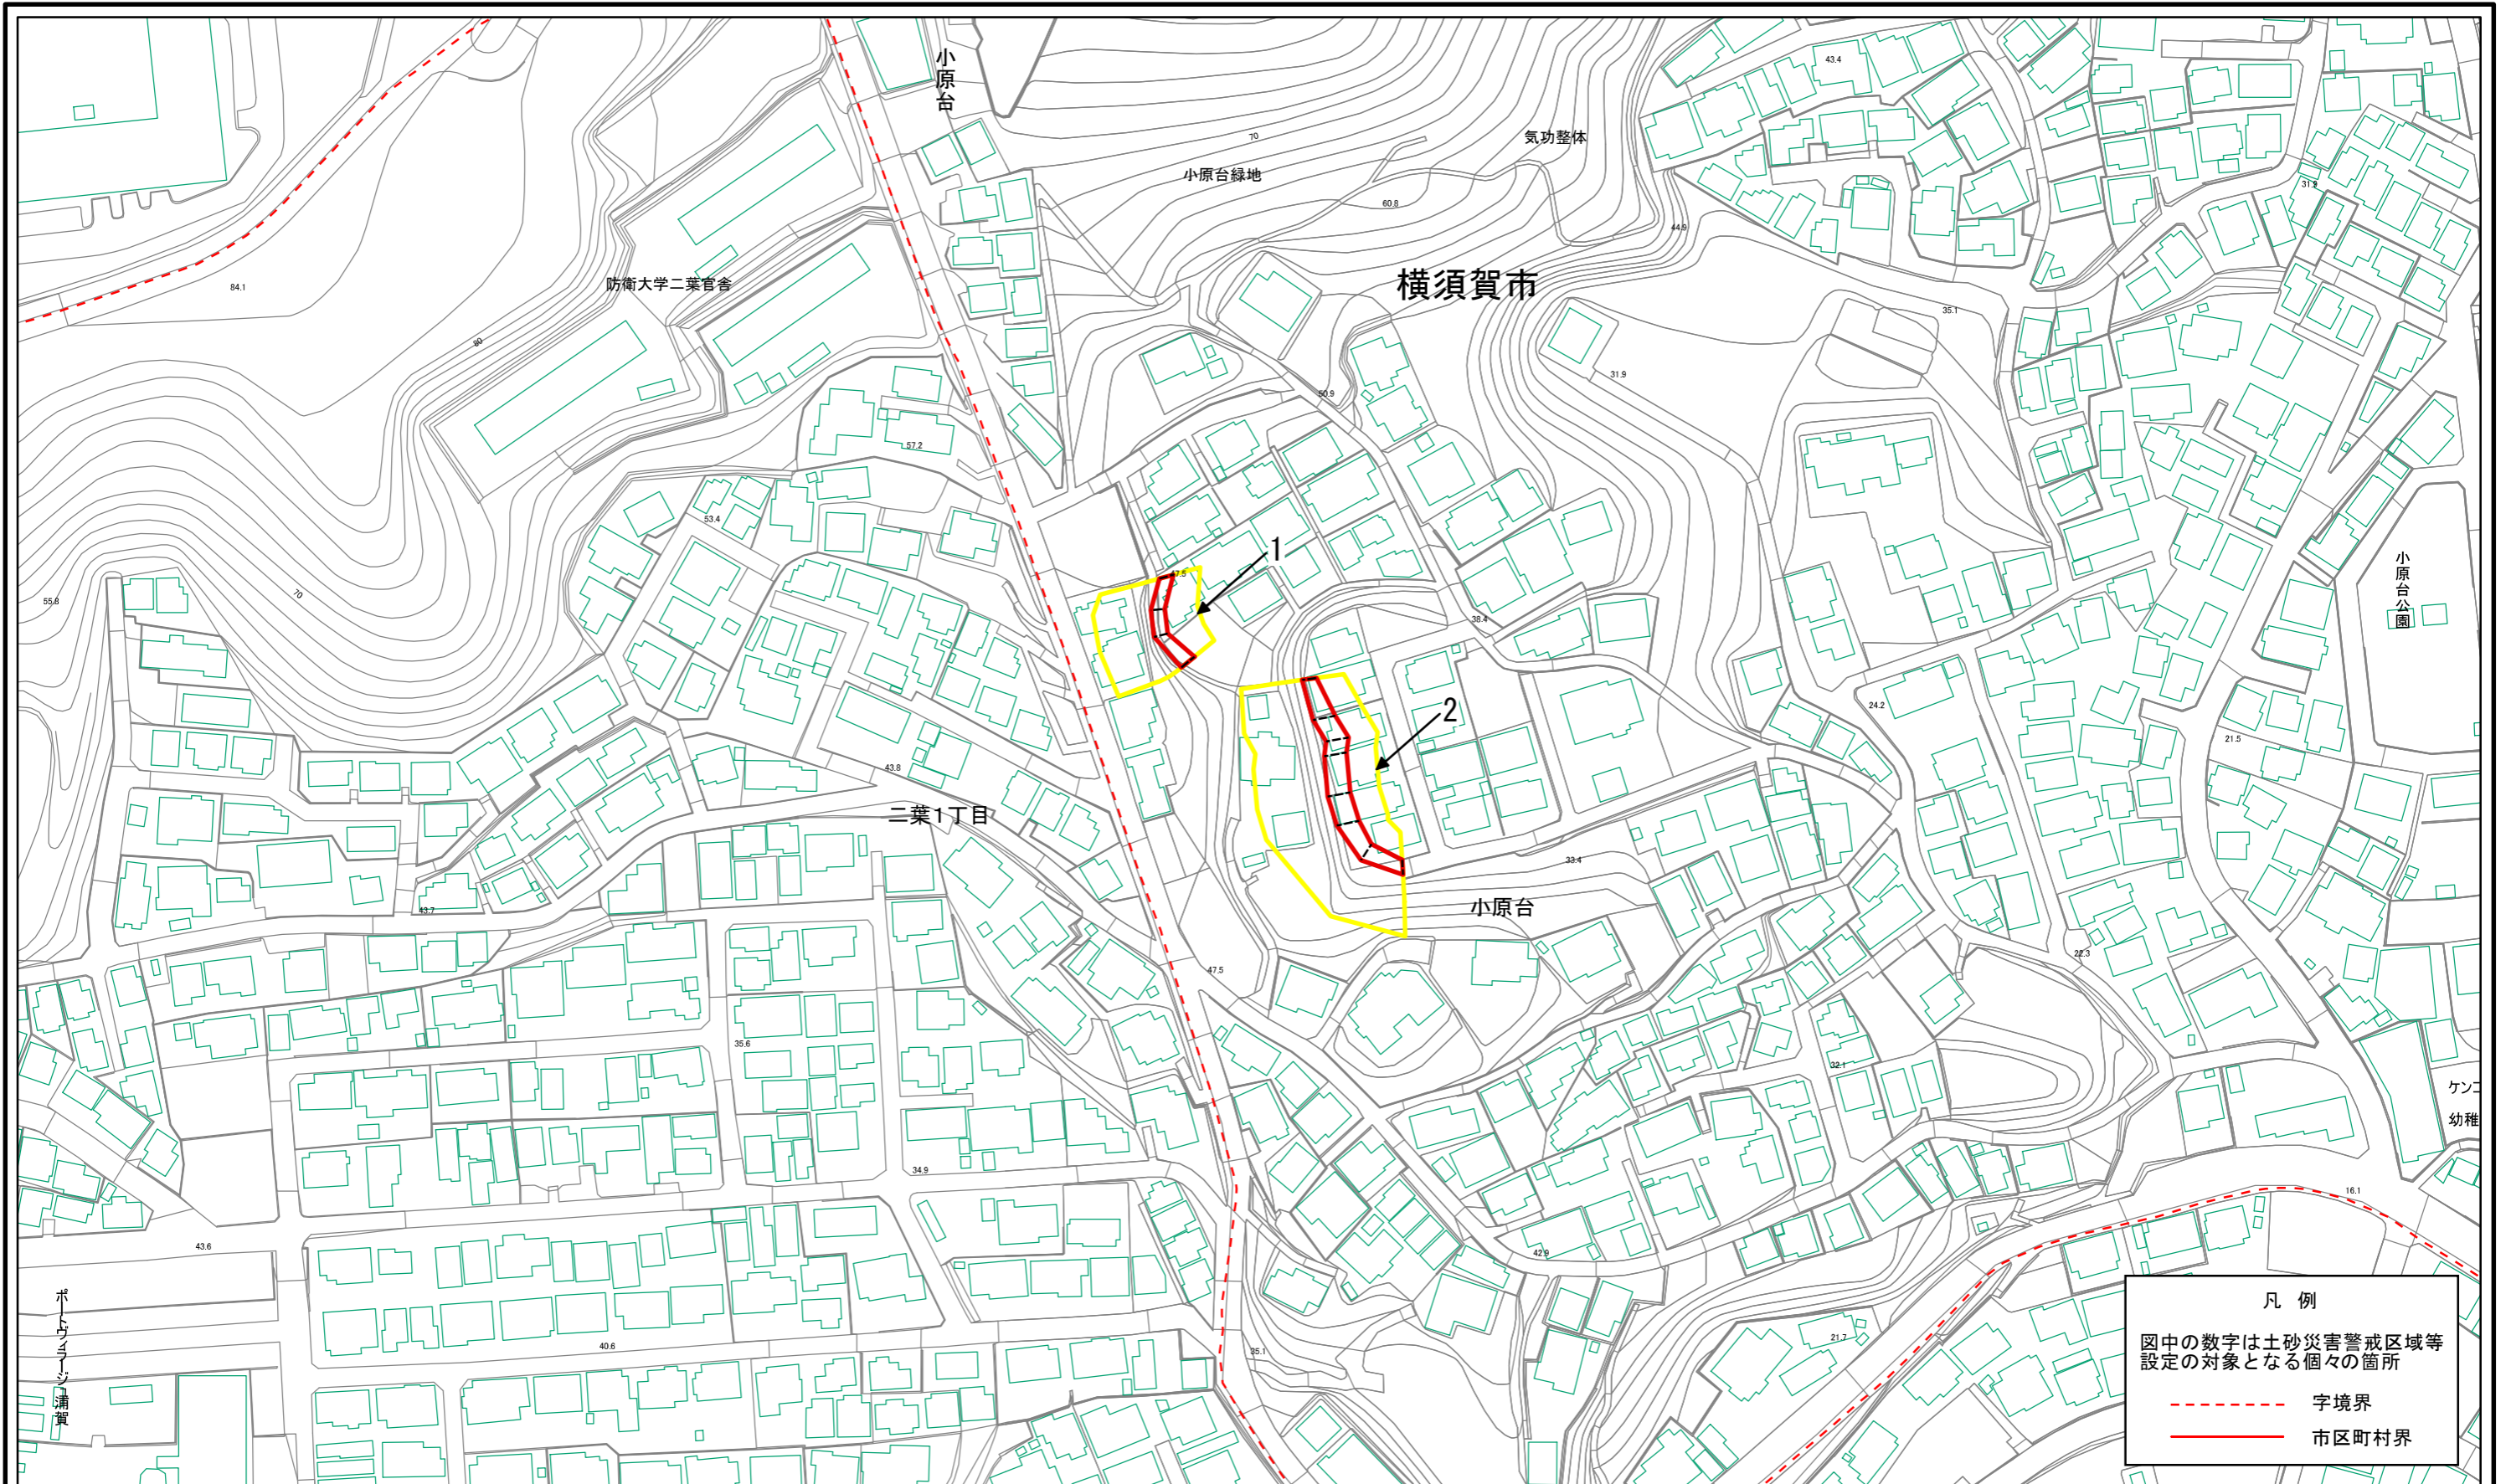 小原台
43.4
70
気功整体
小原台緑地
31.9
60.8
44.9
横須賀市
防衛大学二葉官舎
84.1
35.1
80
31.9
50.9
57.2
53.4
1
47.5
小原台公園
70
55.8
38.4
24.2
2
21.5
43.8
二葉1丁目
33.4
小原台
43.7
22.3
47.5
35.6
32.1
ケンコ
幼稚
34.9
16.1
43.6
42.9
ポートヴィラージ浦賀
凡 例
図中の数字は土砂災害警戒区域等
設定の対象となる個々の箇所
字境界
市区町村界
21.7
40.6
35.1